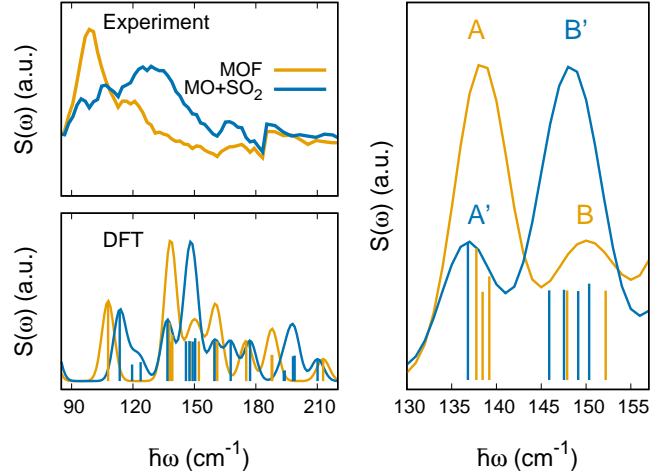 Experiment
MOF
MO+SO₂
S(ω) (a.u.)
DFT
S(ω) (a.u.)
90 120 150 180 210
ħω (cm⁻¹)
A B’
A’ B
S(ω) (a.u.)
130 135 140 145 150 155
ħω (cm⁻¹)